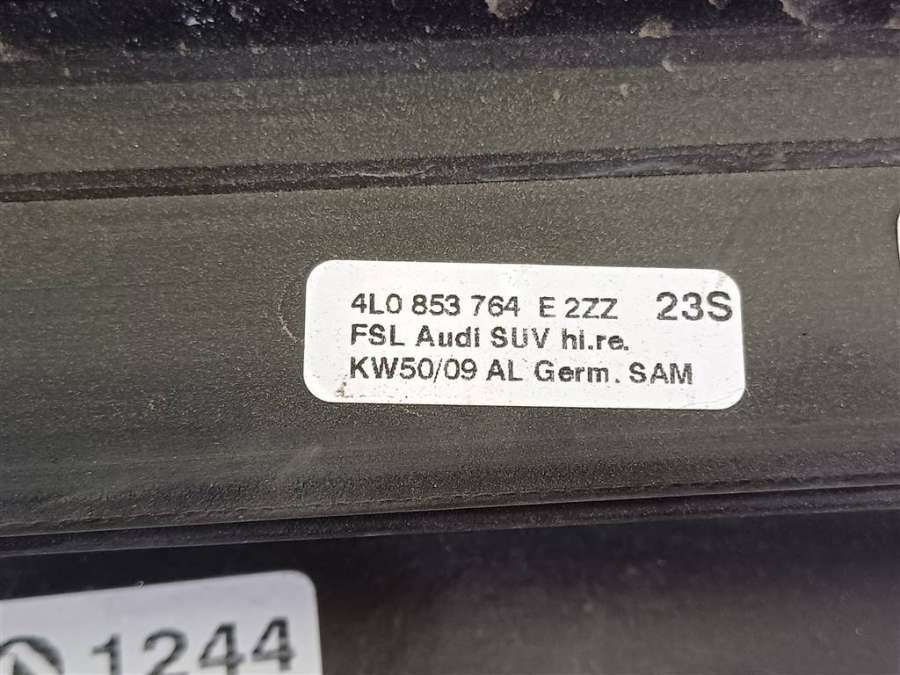 4L0 853 764 E 2ZZ 23S
FSL Audi SUV hi.re.
KW50/09 AL Germ. SAM
1244